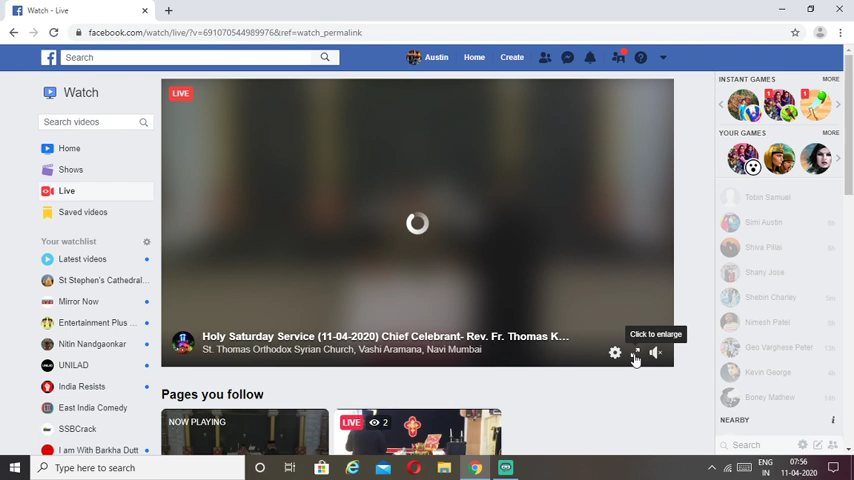 Watch - Live
facebook.com/watch/live/?v=691070544989976&ref=watch_permalink
Search
Austin
Home
Create
Watch
Search videos
Home
Shows
Live
Saved videos
Your watchlist
Latest videos
St Stephen's Cathedral...
Mirror Now
Entertainment Plus ...
Nitin Nandgaonkar
UNILAD
India Resists
East India Comedy
SSBCrack
I am With Barkha Dutt
LIVE
Click to enlarge
Holy Saturday Service (11-04-2020) Chief Celebrant- Rev. Fr. Thomas K...
St. Thomas Orthodox Syrian Church, Vashi Aramana, Navi Mumbai
Pages you follow
NOW PLAYING
LIVE
2
INSTANT GAMES
MORE
1
1
YOUR GAMES
MORE
Tobin Samuel
Simi Austin
Shiva Pillai
Shany Jose
Shebin Charley
5m
Nimesh Patel
Geo Varghese Peter
Kevin George
Boney Mathew
NEARBY
Search
Type here to search
ENG
IN
07:56
11-04-2020